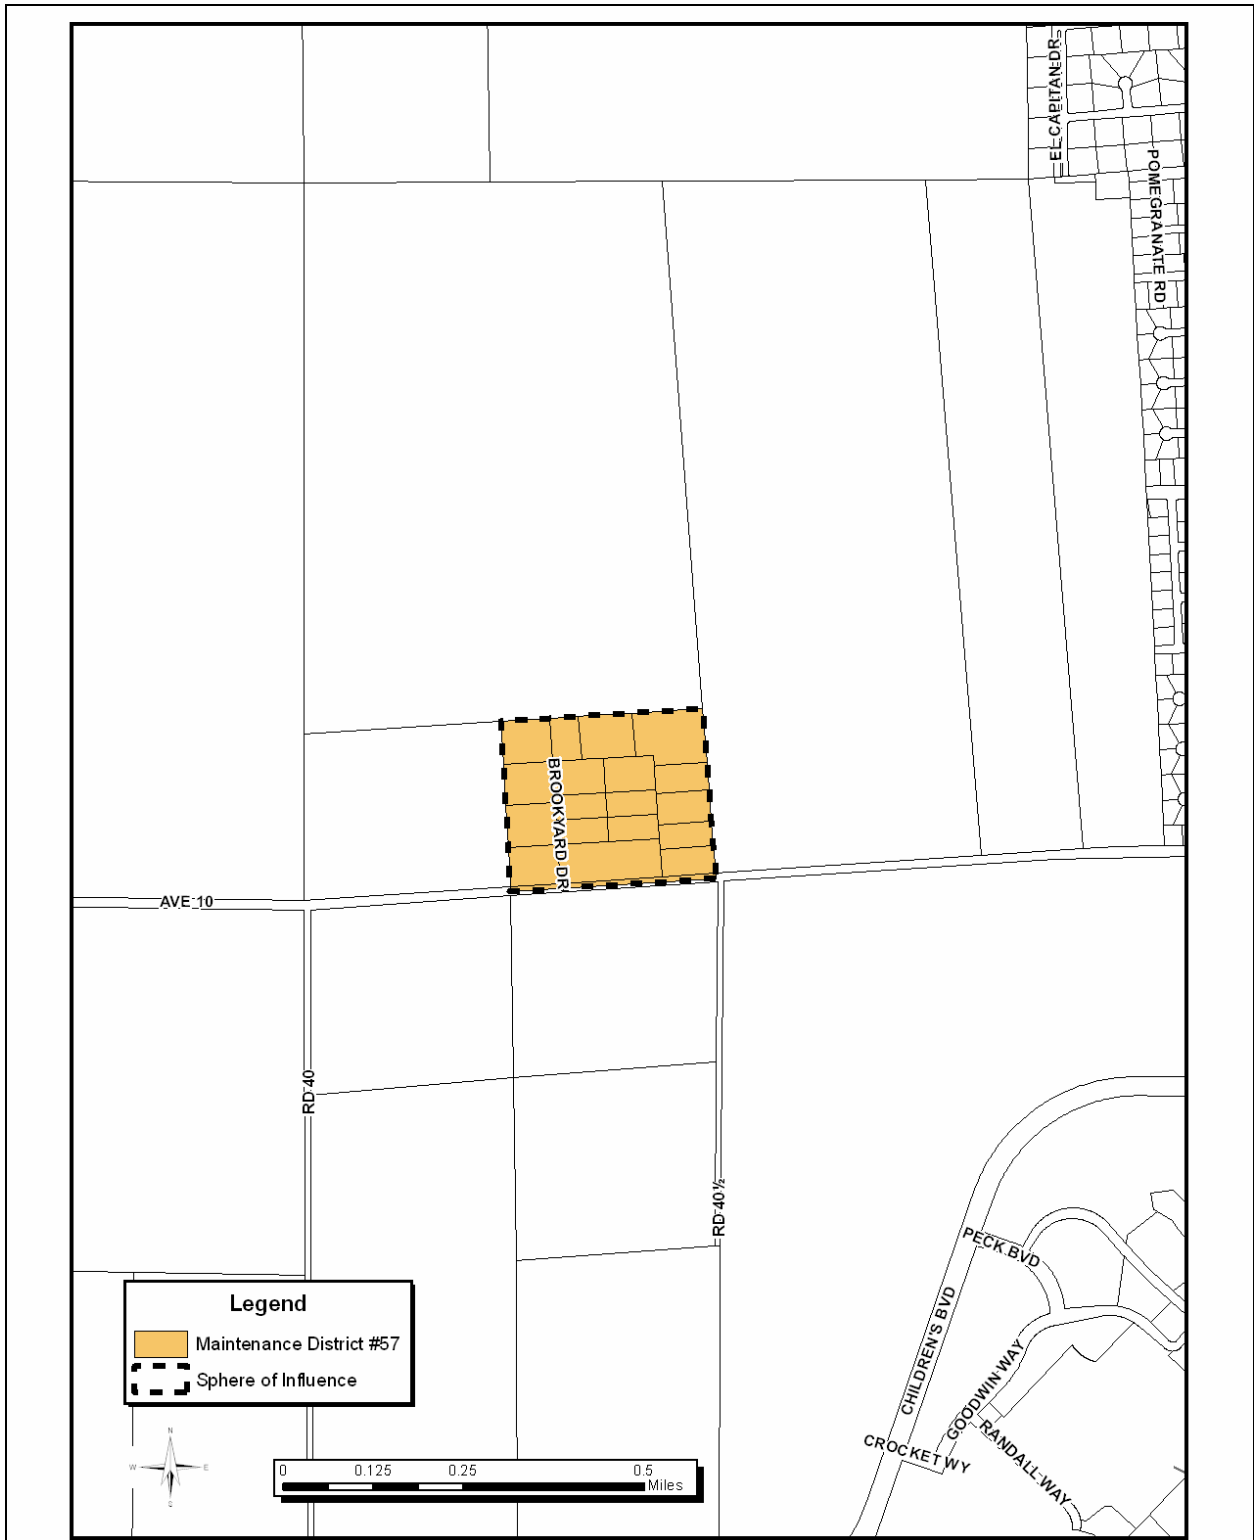 EL CAPITAN DR
POMEGRANATE RD
BROOKYARD DR
AVE 10
RD 40
RD 40½
PECK BVD
CHILDREN'S BVD
GOODWIN WAY
CROCKET WY
RANDALL WAY
Legend
Maintenance District #57
Sphere of Influence
N
W E
S
0 0.125 0.25 0.5
Miles